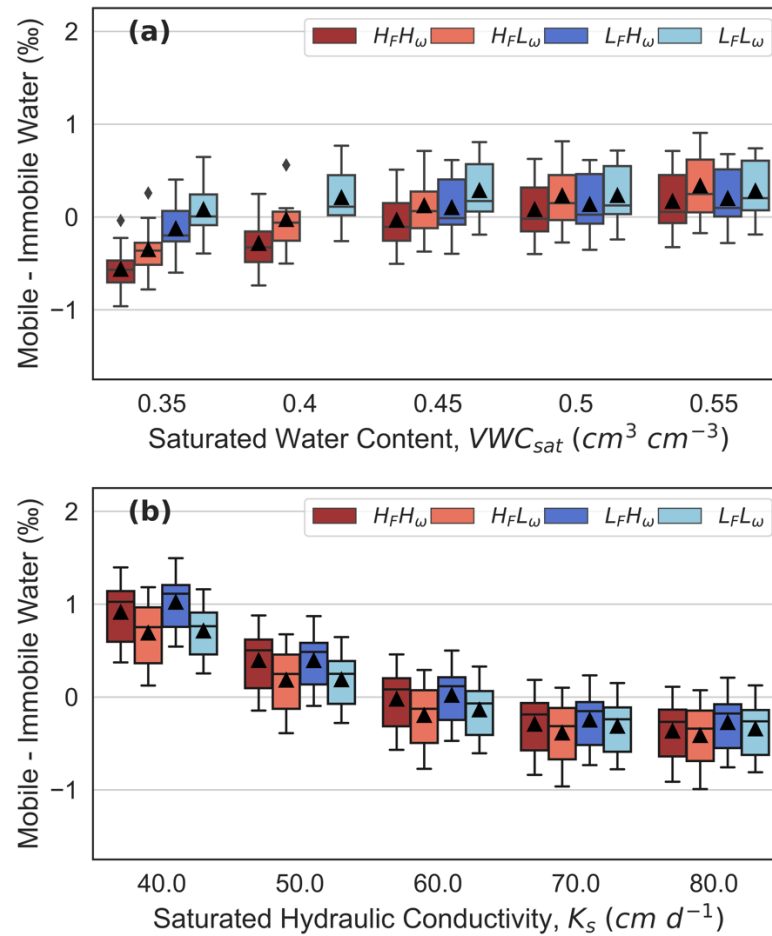 (a)
H_F H_ω H_F L_ω L_F H_ω L_F L_ω
Mobile - Immobile Water (‰)
2
1
0
−1
0.35 0.4 0.45 0.5 0.55
Saturated Water Content, VWC_sat (cm³ cm⁻³)
(b)
H_F H_ω H_F L_ω L_F H_ω L_F L_ω
Mobile - Immobile Water (‰)
2
1
0
−1
40.0 50.0 60.0 70.0 80.0
Saturated Hydraulic Conductivity, K_s (cm d⁻¹)